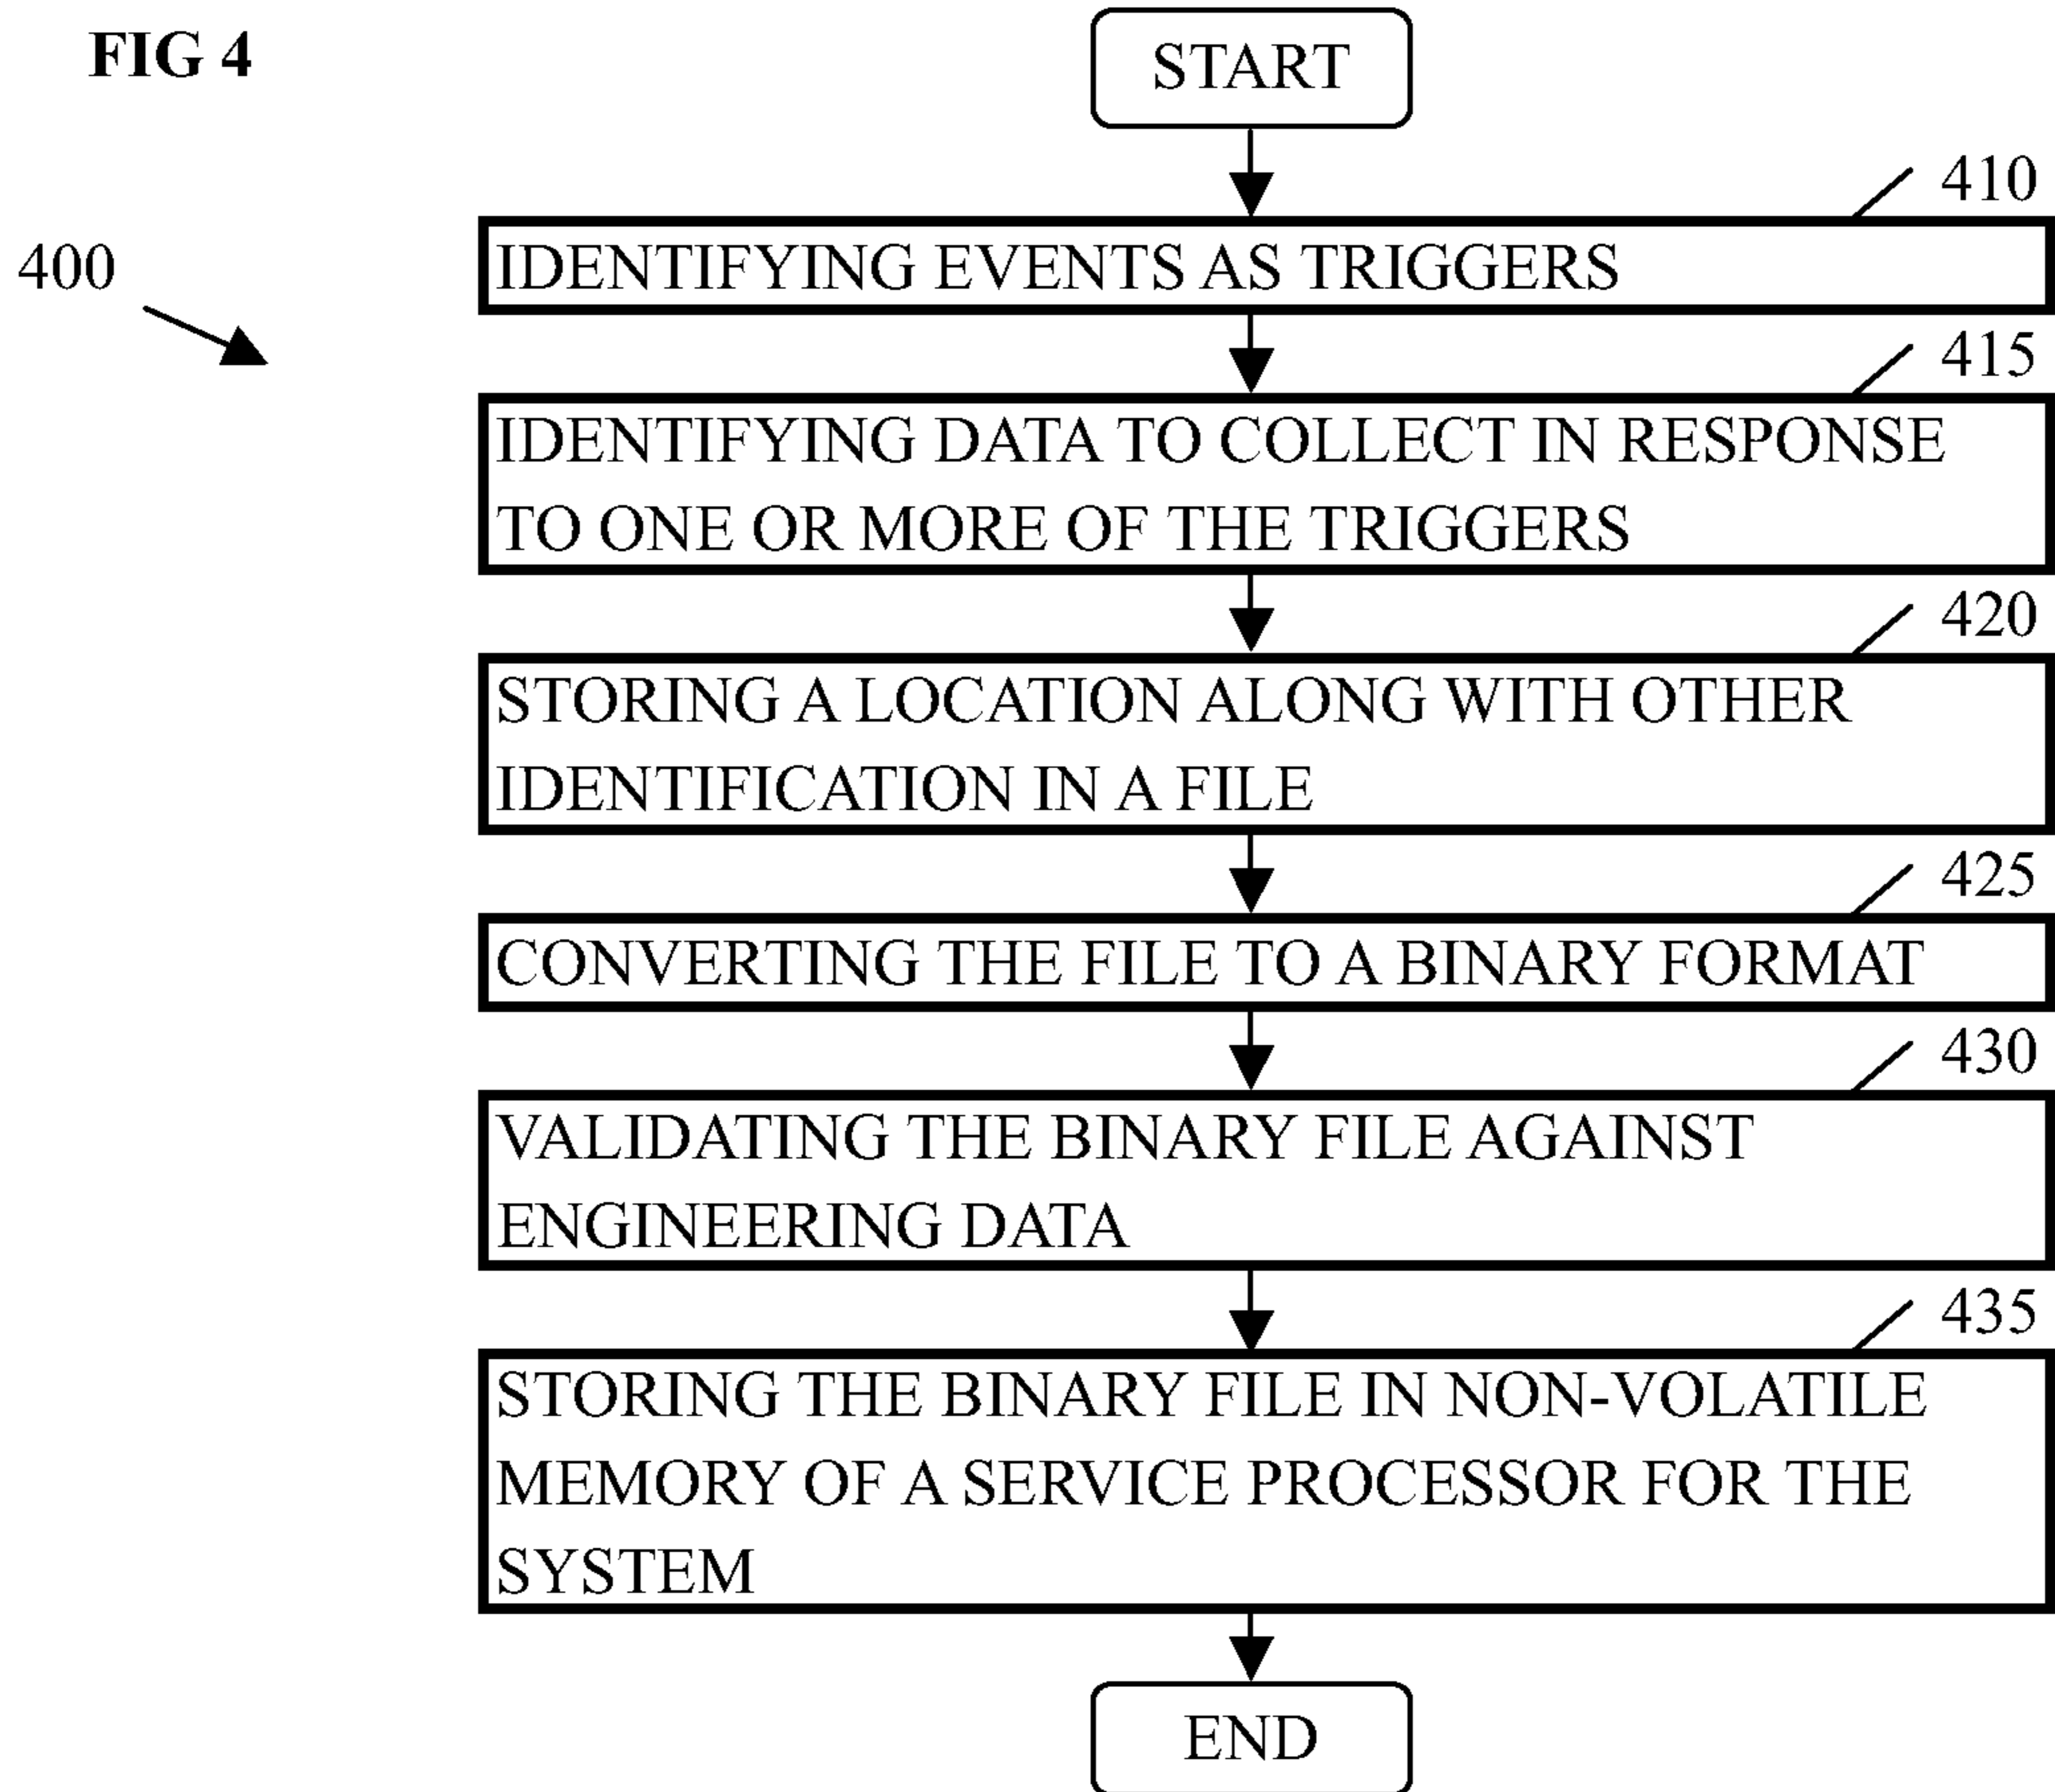 FIG 4
START
410
400
IDENTIFYING EVENTS AS TRIGGERS
415
IDENTIFYING DATA TO COLLECT IN RESPONSE
TO ONE OR MORE OF THE TRIGGERS
420
STORING A LOCATION ALONG WITH OTHER
IDENTIFICATION IN A FILE
425
CONVERTING THE FILE TO A BINARY FORMAT
430
VALIDATING THE BINARY FILE AGAINST
ENGINEERING DATA
435
STORING THE BINARY FILE IN NON-VOLATILE
MEMORY OF A SERVICE PROCESSOR FOR THE
SYSTEM
END